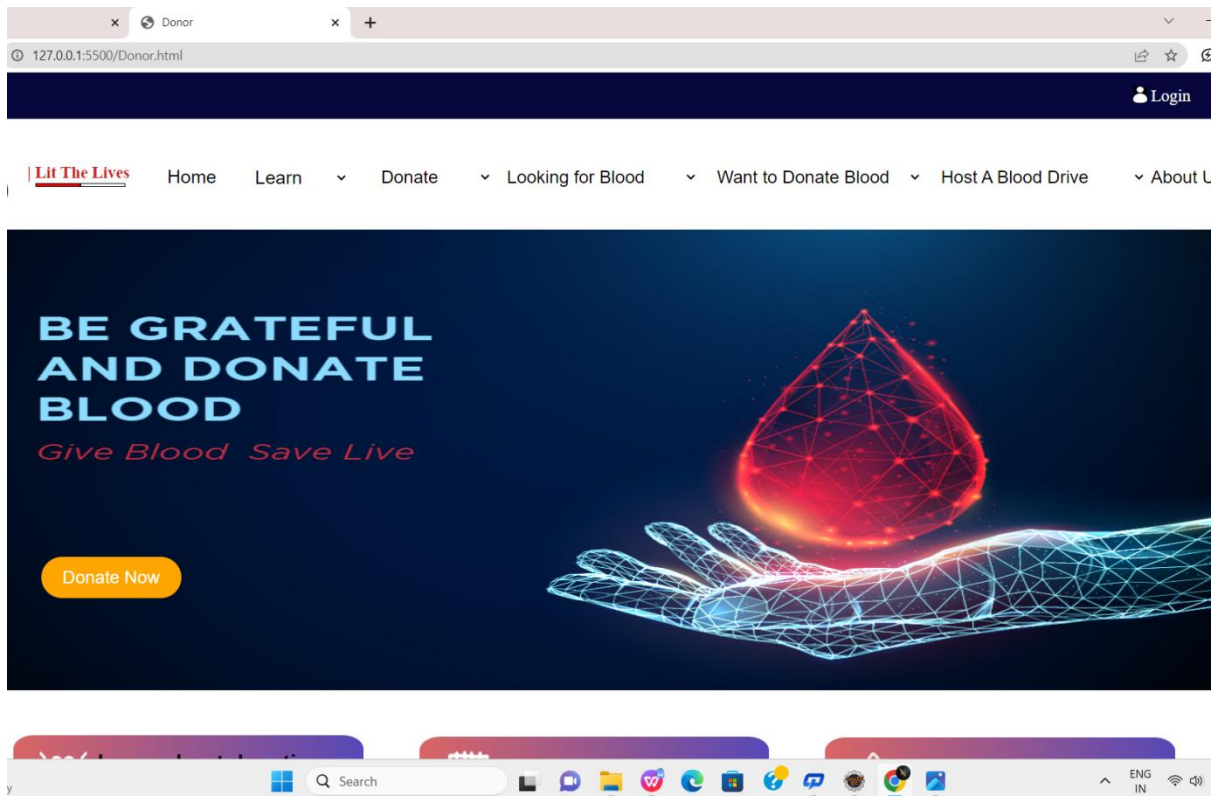 Donor
127.0.0.1:5500/Donor.html
Login
| Lit The Lives Home Learn Donate Looking for Blood Want to Donate Blood Host A Blood Drive About U
BE GRATEFUL
AND DONATE
BLOOD
Give Blood Save Live
Donate Now
Search
ENG
IN